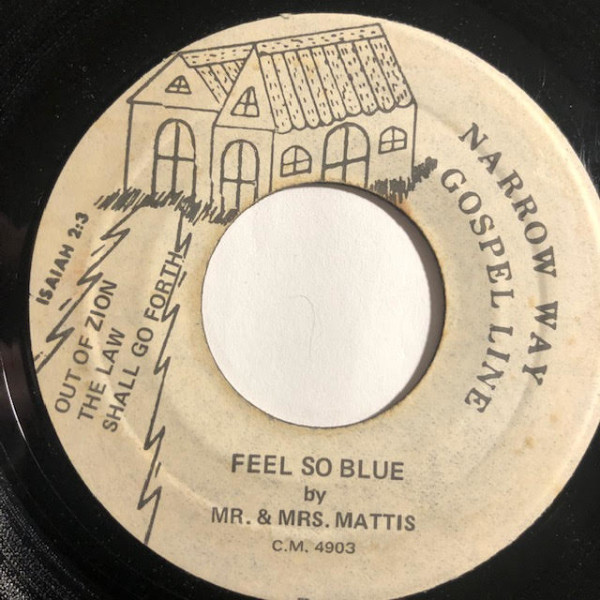 NARROW WAY
GOSPEL LINE
ISAIAH 2:3
OUT OF ZION
THE LAW
SHALL GO FORTH
FEEL SO BLUE
by
MR. & MRS. MATTIS
C.M. 4903